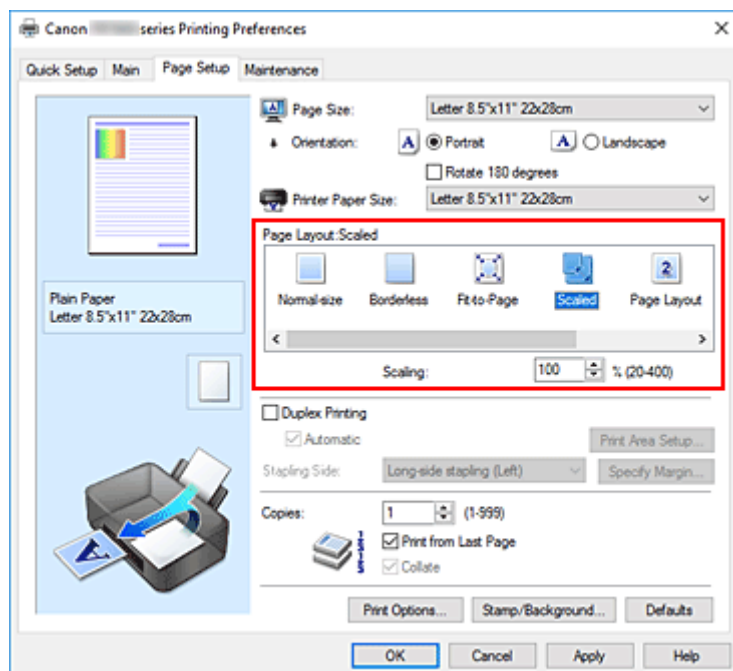 Canon series Printing Preferences
Quick Setup Main Page Setup Maintenance
Page Size: Letter 8.5"x11" 22x28cm
Orientation: A Portrait A Landscape
Rotate 180 degrees
Printer Paper Size: Letter 8.5"x11" 22x28cm
Page Layout:Scaled
Normal-size Borderless Fit-to-Page Scaled Page Layout
Scaling: 100 % (20-400)
Plain Paper
Letter 8.5"x11" 22x28cm
Duplex Printing
Automatic Print Area Setup...
Stapling Side: Long-side stapling (Left) Specify Margin...
Copies: 1 (1-999)
Print from Last Page
Collate
Print Options... Stamp/Background... Defaults
OK Cancel Apply Help